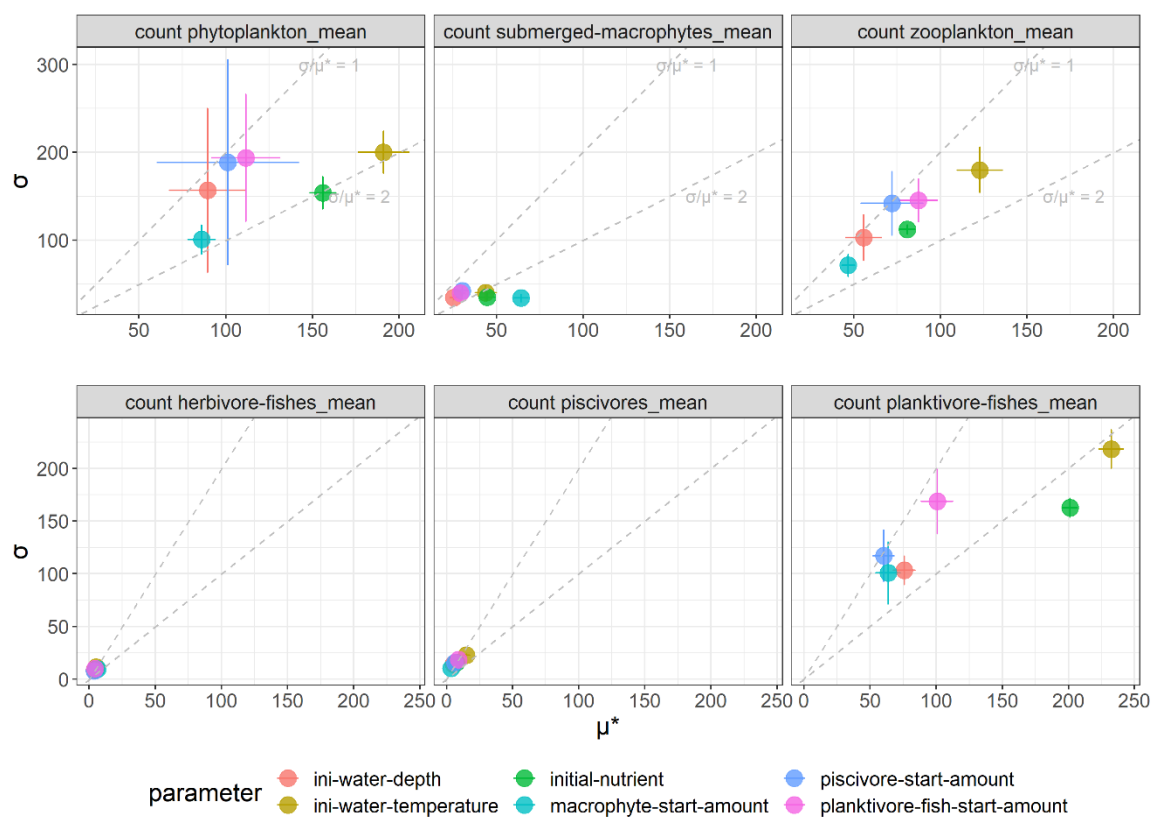 count phytoplankton_mean count submerged-macrophytes_mean count zooplankton_mean
σ/μ* = 1 σ/μ* = 1 σ/μ* = 1
σ/μ* = 2 σ/μ* = 2 σ/μ* = 2
300
200
100
σ
50 100 150 200 50 100 150 200 50 100 150 200
count herbivore-fishes_mean count piscivores_mean count planktivore-fishes_mean
200
150
100
50
0
σ
0 50 100 150 200 250 0 50 100 150 200 250 0 50 100 150 200 250
μ*
parameter
ini-water-depth initial-nutrient piscivore-start-amount
ini-water-temperature macrophyte-start-amount planktivore-fish-start-amount